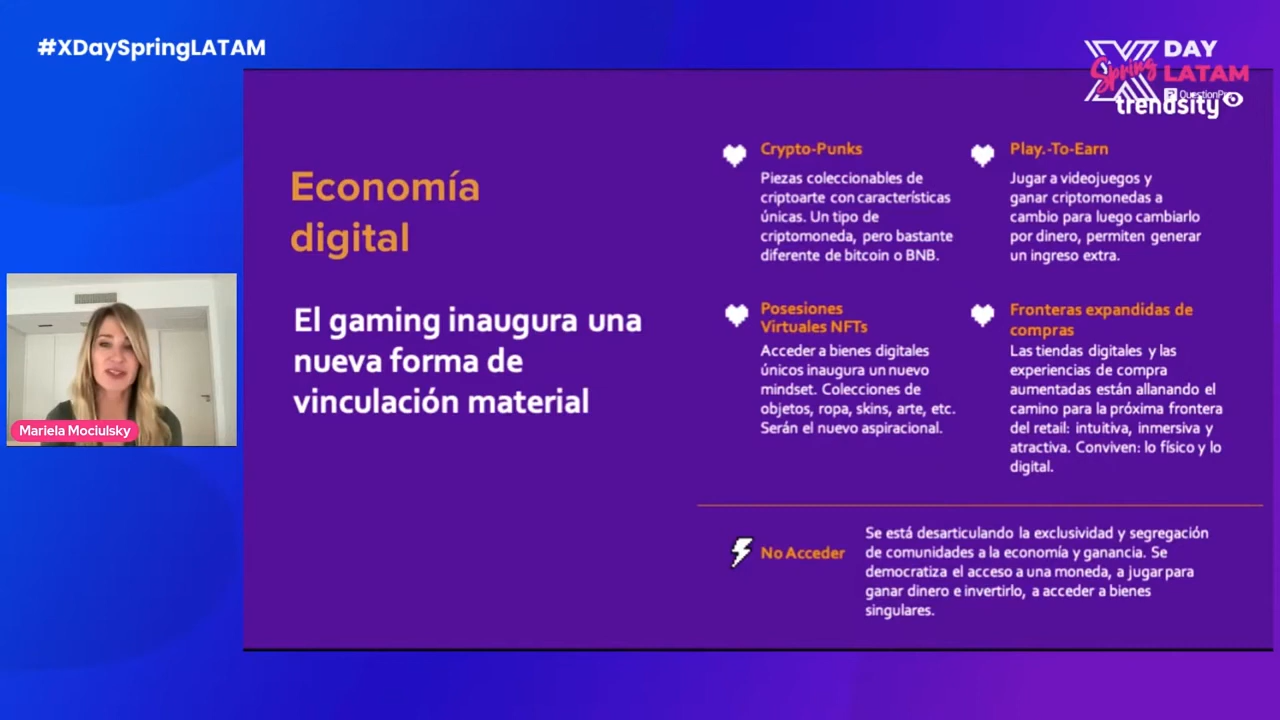 #XDaySpringLATAM
X DAY
Spring LATAM
QuestionPro
trendsity
Economía
digital
El gaming inaugura una
nueva forma de
vinculación material
Mariela Mociulsky
Crypto-Punks
Piezas coleccionables de
criptoarte con características
únicas. Un tipo de
criptomoneda, pero bastante
diferente de bitcoin o BNB.
Play.-To-Earn
Jugar a videojuegos y
ganar criptomonedas a
cambio para luego cambiarlo
por dinero, permiten generar
un ingreso extra.
Posesiones
Virtuales NFTs
Acceder a bienes digitales
únicos inaugura un nuevo
mindset. Colecciones de
objetos, ropa, skins, arte, etc.
Serán el nuevo aspiracional.
Fronteras expandidas de
compras
Las tiendas digitales y las
experiencias de compra
aumentadas están allanando el
camino para la próxima frontera
del retail: intuitiva, inmersiva y
atractiva. Conviven: lo físico y lo
digital.
No Acceder
Se está desarticulando la exclusividad y segregación
de comunidades a la economía y ganancia. Se
democratiza el acceso a una moneda, a jugar para
ganar dinero e invertirlo, a acceder a bienes
singulares.